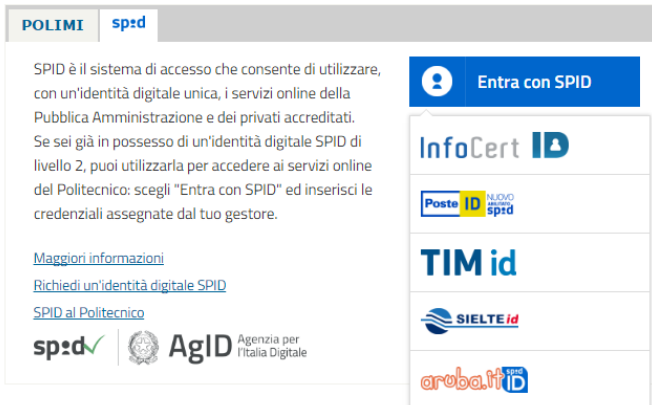 POLIMI
spid
SPID è il sistema di accesso che consente di utilizzare,
con un'identità digitale unica, i servizi online della
Pubblica Amministrazione e dei privati accreditati.
Se sei già in possesso di un'identità digitale SPID di
livello 2, puoi utilizzarla per accedere ai servizi online
del Politecnico: scegli "Entra con SPID" ed inserisci le
credenziali assegnate dal tuo gestore.
Maggiori informazioni
Richiedi un'identità digitale SPID
SPID al Politecnico
spid
AgID Agenzia per
l'Italia Digitale
Entra con SPID
InfoCert ID
Poste ID NUOVO
ABILITATO
spid
TIM id
SIELTE id
aruba.it spid
ID